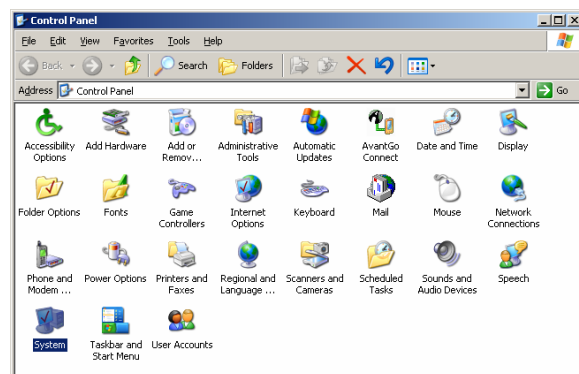 Control Panel
File Edit View Favorites Tools Help
Back Search Folders
Address Control Panel Go
Accessibility Options
Add Hardware
Add or Remov...
Administrative Tools
Automatic Updates
AvantGo Connect
Date and Time
Display
Folder Options
Fonts
Game Controllers
Internet Options
Keyboard
Mail
Mouse
Network Connections
Phone and Modem ...
Power Options
Printers and Faxes
Regional and Language ...
Scanners and Cameras
Scheduled Tasks
Sounds and Audio Devices
Speech
System
Taskbar and Start Menu
User Accounts